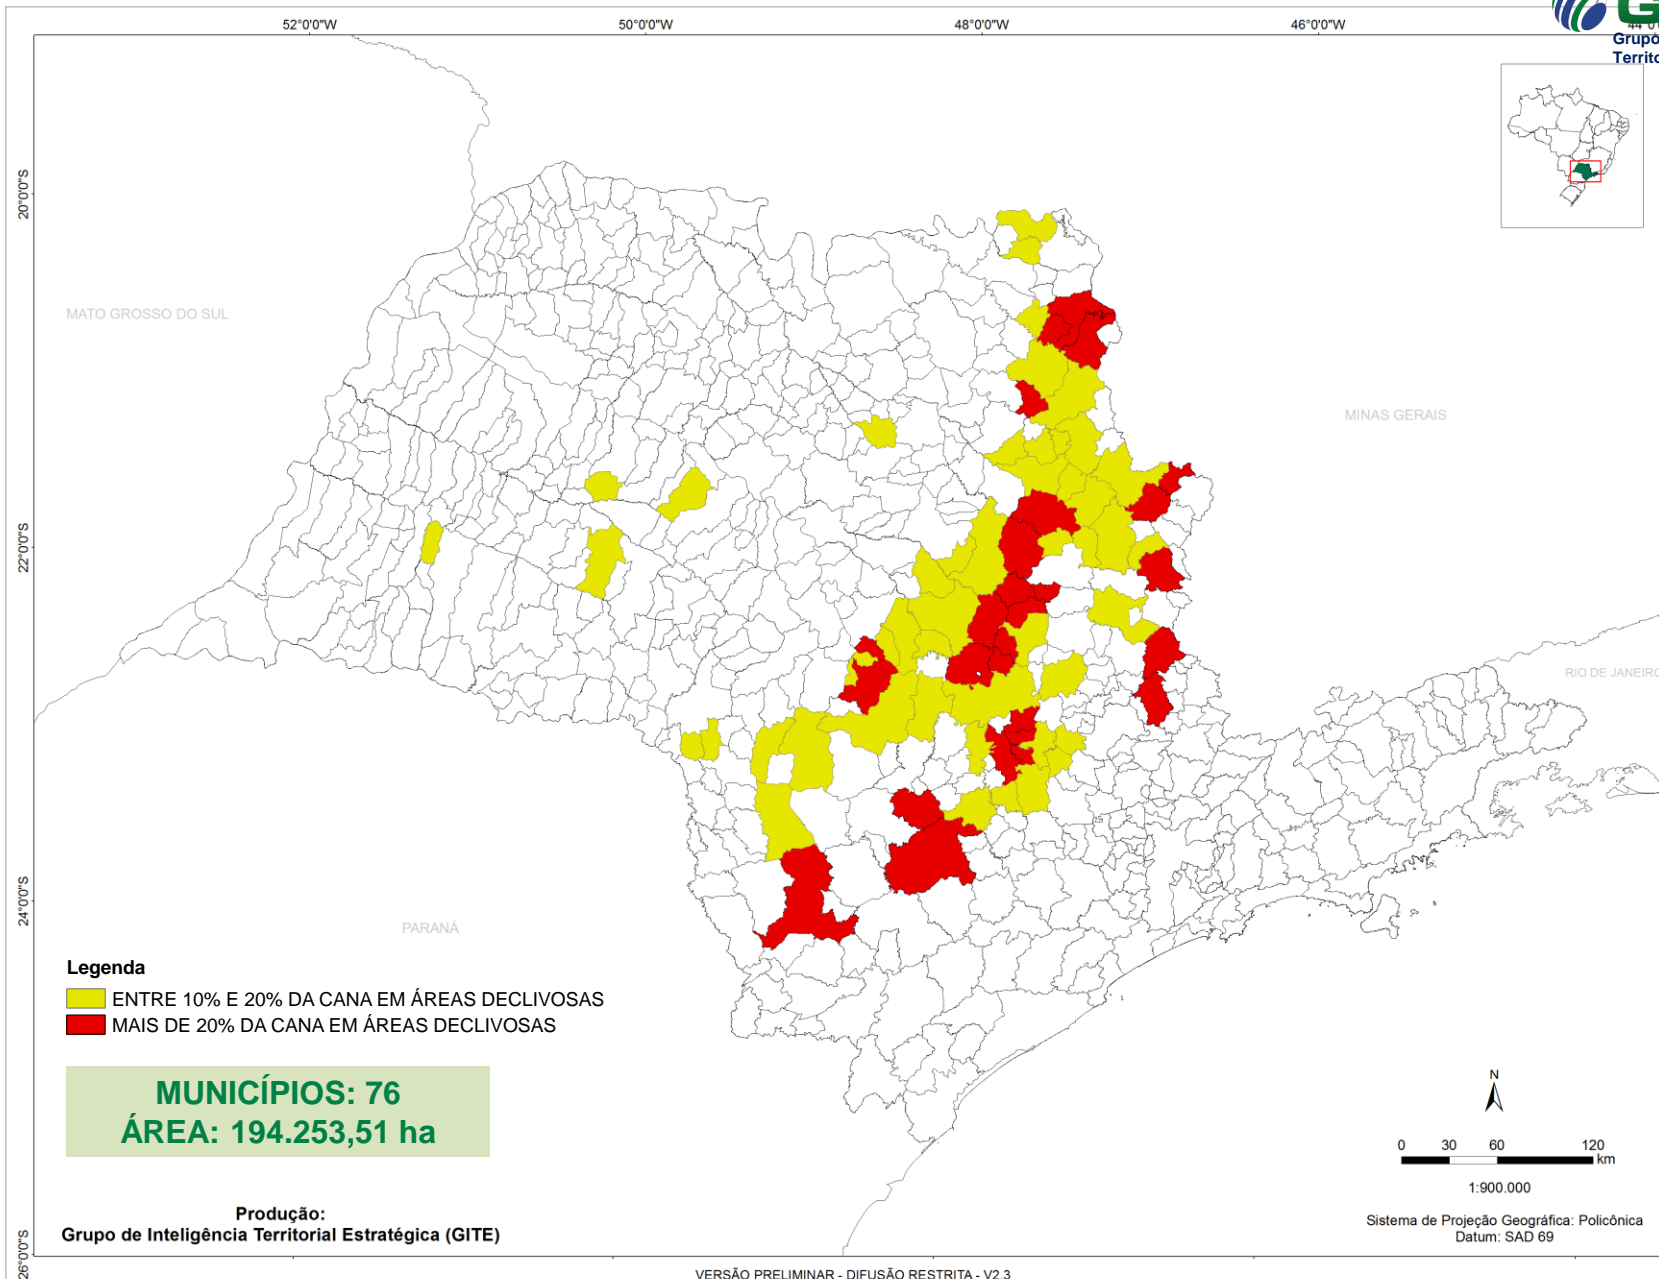 52°0'0"W
50°0'0"W
48°0'0"W
46°0'0"W
Grupo
Territo
20°0'0"S
22°0'0"S
24°0'0"S
26°0'0"S
MATO GROSSO DO SUL
MINAS GERAIS
RIO DE JANEIRO
PARANÁ
Legenda
ENTRE 10% E 20% DA CANA EM ÁREAS DECLIVOSAS
MAIS DE 20% DA CANA EM ÁREAS DECLIVOSAS
MUNICÍPIOS: 76
ÁREA: 194.253,51 ha
Produção:
Grupo de Inteligência Territorial Estratégica (GITE)
N
0 30 60 120
km
1:900.000
Sistema de Projeção Geográfica: Policônica
Datum: SAD 69
VERSÃO PRELIMINAR - DIFUSÃO RESTRITA - V2.3